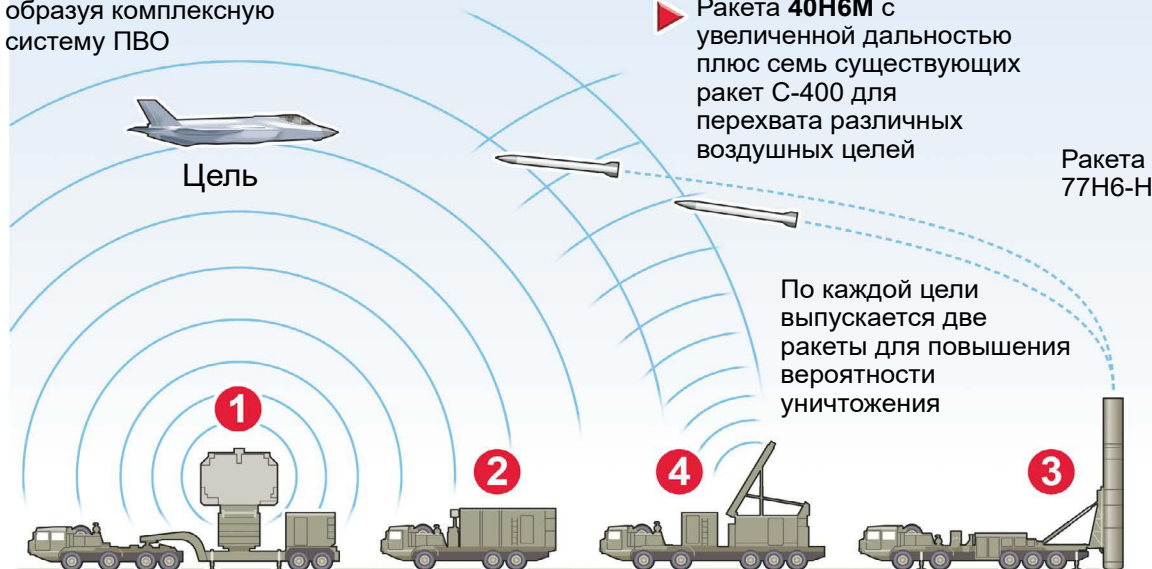 образуя комплексную
систему ПВО
Ракета 40Н6М с
увеличенной дальностью
плюс семь существующих
ракет С-400 для
перехвата различных
воздушных целей
Цель
Ракета
77Н6-Н
По каждой цели
выпускается две
ракеты для повышения
вероятности
уничтожения
1
2
4
3